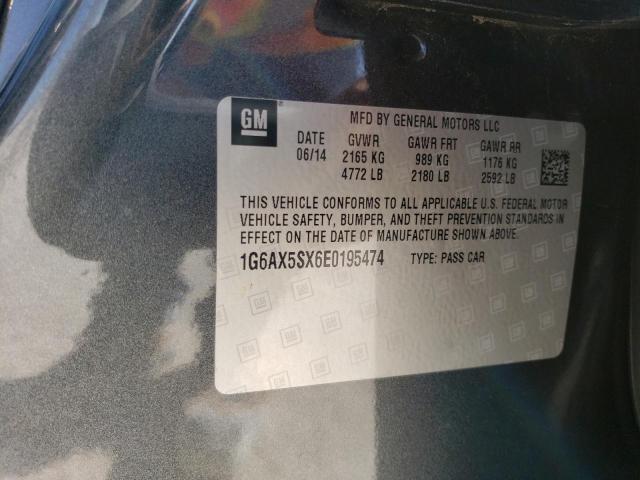 GM
MFD BY GENERAL MOTORS LLC
DATE GVWR GAWR FRT GAWR RR
06/14 2165 KG 989 KG 1176 KG
4772 LB 2180 LB 2592 LB
THIS VEHICLE CONFORMS TO ALL APPLICABLE U.S. FEDERAL MOTOR
VEHICLE SAFETY, BUMPER, AND THEFT PREVENTION STANDARDS IN
EFFECT ON THE DATE OF MANUFACTURE SHOWN ABOVE.
1G6AX5SX6E0195474 TYPE: PASS CAR